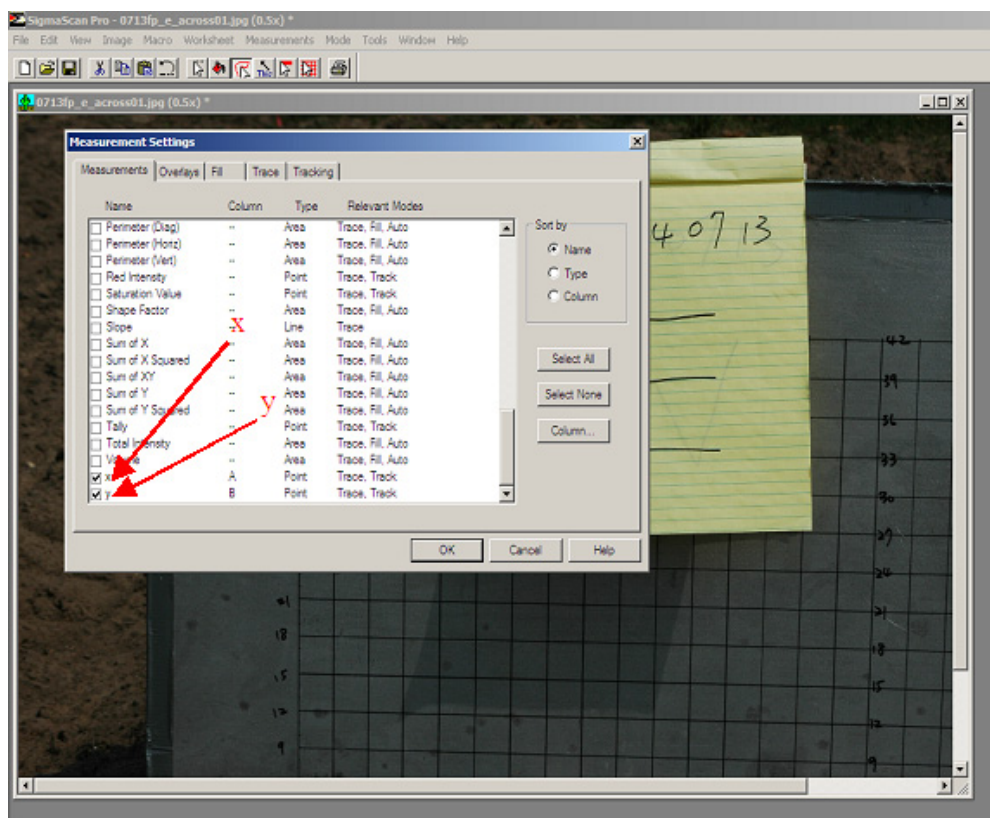 SigmaScan Pro - 0713fp_e_across01.jpg (0.5x) *
File Edit View Image Macro Worksheet Measurements Mode Tools Window Help
0713fp_e_across01.jpg (0.5x) *
Measurement Settings
Measurements Overlays Fill Trace Tracking
Name Column Type Relevant Modes
Perimeter (Diag) -- Area Trace, Fill, Auto
Perimeter (Horiz) -- Area Trace, Fill, Auto
Perimeter (Vert) -- Area Trace, Fill, Auto
Red Intensity -- Point Trace, Track
Saturation Value -- Point Trace, Track
Shape Factor -- Area Trace, Fill, Auto
Slope -- Line Trace
Sum of X -- Area Trace, Fill, Auto
Sum of X Squared -- Area Trace, Fill, Auto
Sum of XY -- Area Trace, Fill, Auto
Sum of Y -- Area Trace, Fill, Auto
Sum of Y Squared -- Area Trace, Fill, Auto
Tally -- Point Trace, Track
Total Intensity -- Area Trace, Fill, Auto
Volume -- Area Trace, Fill, Auto
x A Point Trace, Track
y B Point Trace, Track
x
y
Sort by
Name
Type
Column
Select All
Select None
Column...
OK Cancel Help
4 07 13
42
39
36
33
30
27
24
21
18
15
12
9
18
15
12
9